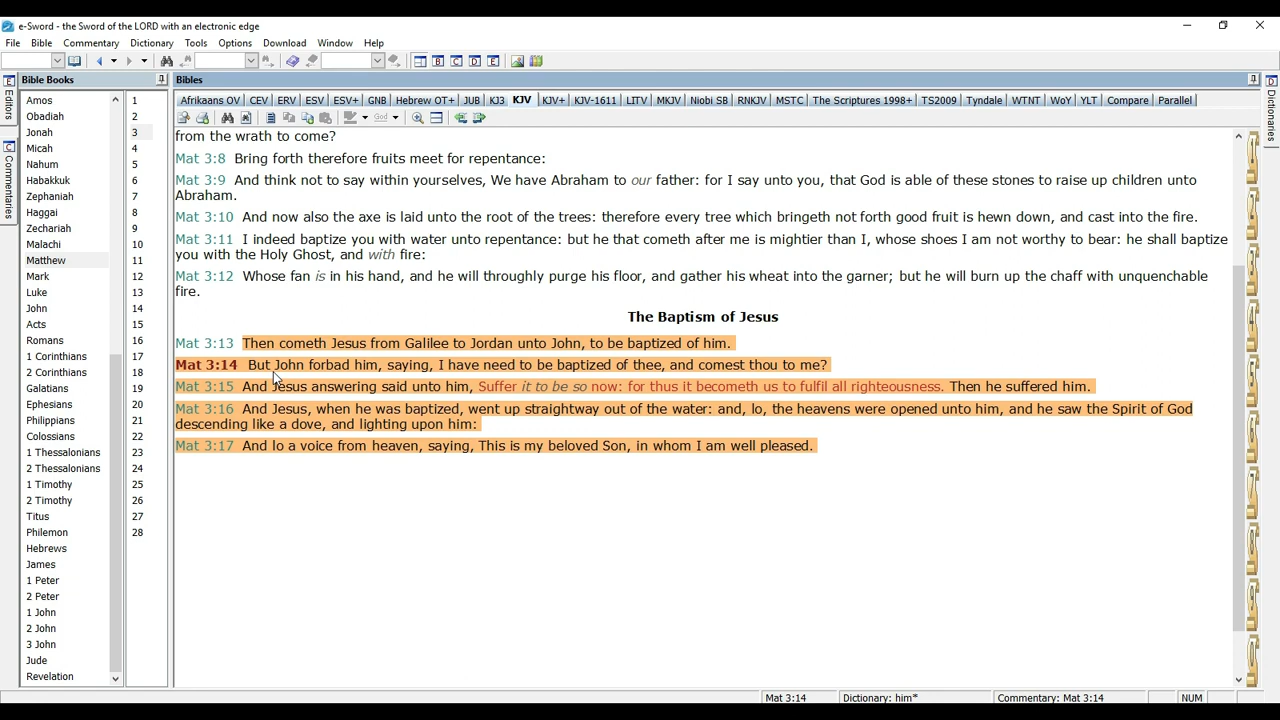 e-Sword - the Sword of the LORD with an electronic edge
File Bible Commentary Dictionary Tools Options Download Window Help
B C D E
Bible Books
Bibles
E Editors
Commentaries
Dictionaries
Afrikaans OV CEV ERV ESV ESV+ GNB Hebrew OT+ JUB KJ3 KJV KJV+ KJV-1611 LITV MKJV Niobi SB RNKJV MSTC The Scriptures 1998+ TS2009 Tyndale WTNT WoY YLT Compare Parallel
God
Amos 1
Obadiah 2
Jonah 3
Micah 4
Nahum 5
Habakkuk 6
Zephaniah 7
Haggai 8
Zechariah 9
Malachi 10
Matthew 11
Mark 12
Luke 13
John 14
Acts 15
Romans 16
1 Corinthians 17
2 Corinthians 18
Galatians 19
Ephesians 20
Philippians 21
Colossians 22
1 Thessalonians 23
2 Thessalonians 24
1 Timothy 25
2 Timothy 26
Titus 27
Philemon 28
Hebrews
James
1 Peter
2 Peter
1 John
2 John
3 John
Jude
Revelation
from the wrath to come?
Mat 3:8 Bring forth therefore fruits meet for repentance:
Mat 3:9 And think not to say within yourselves, We have Abraham to our father: for I say unto you, that God is able of these stones to raise up children unto
Abraham.
Mat 3:10 And now also the axe is laid unto the root of the trees: therefore every tree which bringeth not forth good fruit is hewn down, and cast into the fire.
Mat 3:11 I indeed baptize you with water unto repentance: but he that cometh after me is mightier than I, whose shoes I am not worthy to bear: he shall baptize
you with the Holy Ghost, and with fire:
Mat 3:12 Whose fan is in his hand, and he will throughly purge his floor, and gather his wheat into the garner; but he will burn up the chaff with unquenchable
fire.
The Baptism of Jesus
Mat 3:13 Then cometh Jesus from Galilee to Jordan unto John, to be baptized of him.
Mat 3:14 But John forbad him, saying, I have need to be baptized of thee, and comest thou to me?
Mat 3:15 And Jesus answering said unto him, Suffer it to be so now: for thus it becometh us to fulfil all righteousness. Then he suffered him.
Mat 3:16 And Jesus, when he was baptized, went up straightway out of the water: and, lo, the heavens were opened unto him, and he saw the Spirit of God
descending like a dove, and lighting upon him:
Mat 3:17 And lo a voice from heaven, saying, This is my beloved Son, in whom I am well pleased.
Mat 3:14 Dictionary: him* Commentary: Mat 3:14 NUM